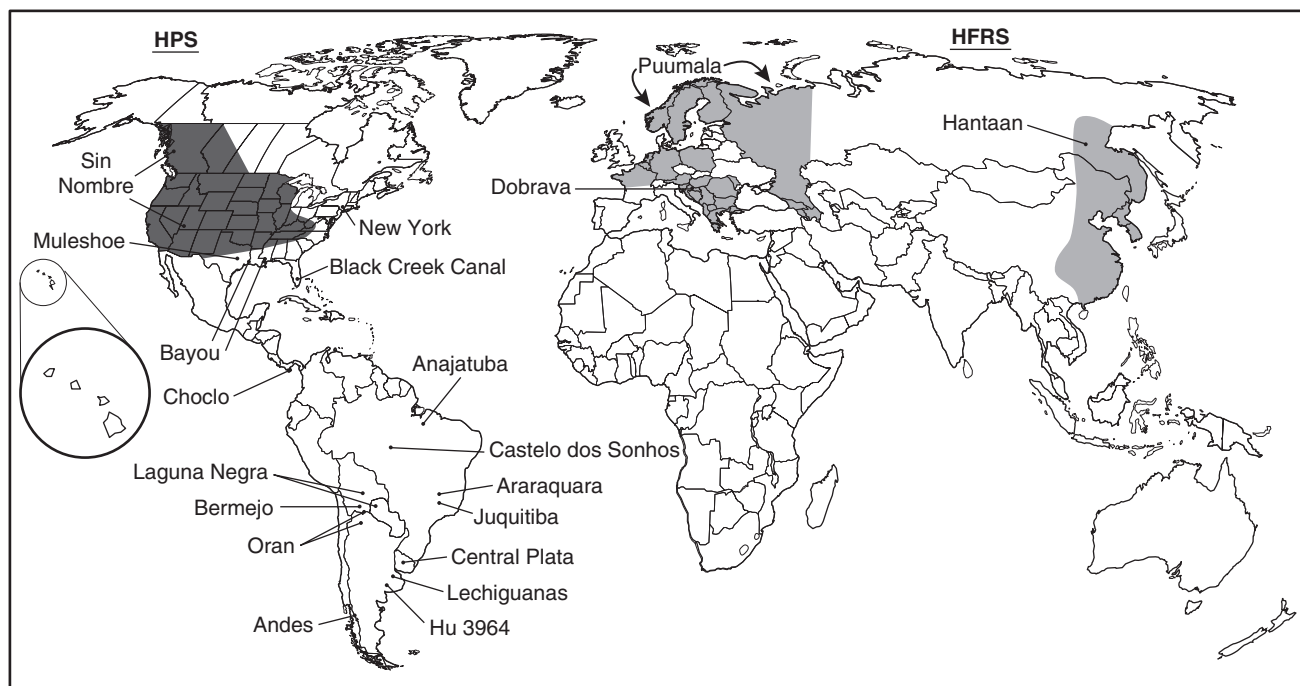 HPS
HFRS
Puumala
Hantaan
Sin
Nombre
Dobrava
New York
Muleshoe
Black Creek Canal
Bayou
Anajatuba
Choclo
Castelo dos Sonhos
Laguna Negra
Araraquara
Bermejo
Juquitiba
Oran
Central Plata
Lechiguanas
Andes
Hu 3964